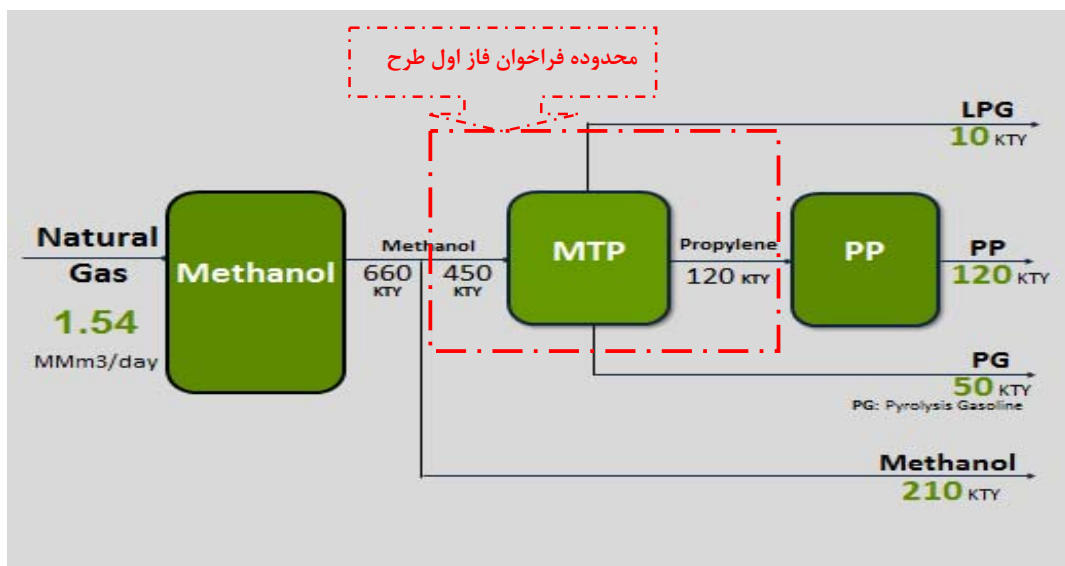 محدوده فراخوان فاز اول طرح
LPG
10 KTY
Natural
Gas
1.54
MMm3/day
Methanol
Methanol
660
KTY
450
KTY
MTP
Propylene
120 KTY
PP
PP
120 KTY
PG
50 KTY
PG: Pyrolysis Gasoline
Methanol
210 KTY